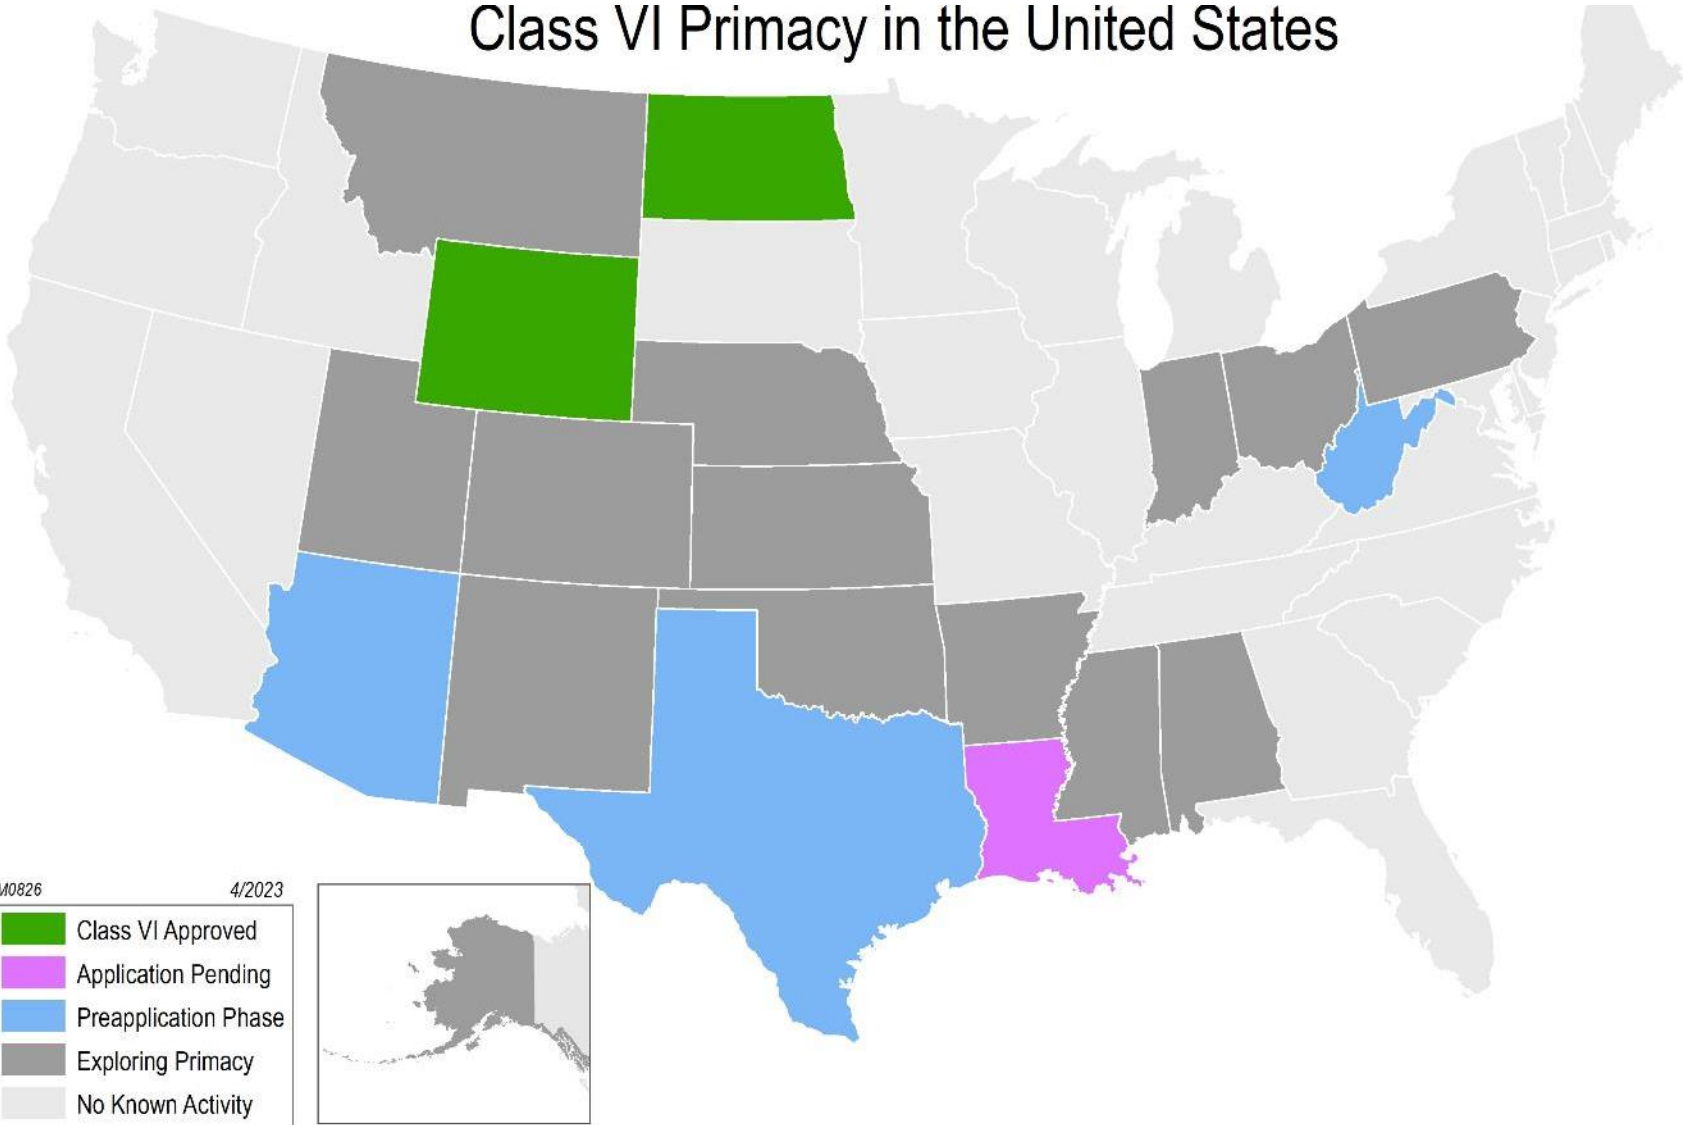 Class VI Primacy in the United States
M0826 4/2023
Class VI Approved
Application Pending
Preapplication Phase
Exploring Primacy
No Known Activity